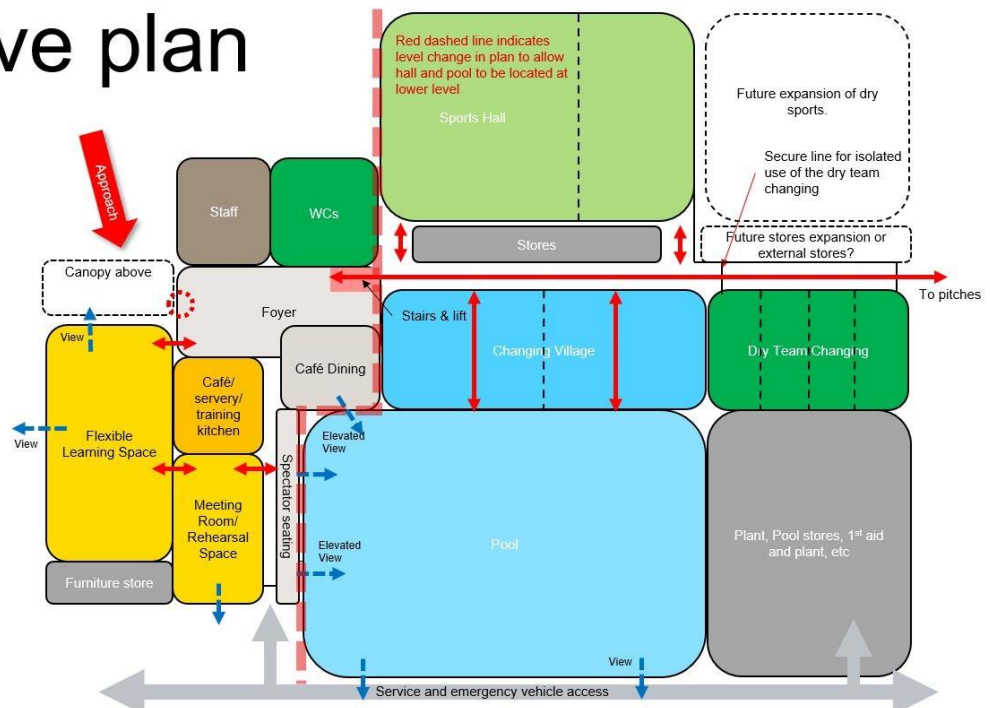 ve plan
Red dashed line indicates
level change in plan to allow
hall and pool to be located at
lower level
Sports Hall
Future expansion of dry
sports.
Secure line for isolated
use of the dry team
changing
Approach
Staff
WCs
Stores
Future stores expansion or
external stores?
Canopy above
To pitches
Foyer
Stairs & lift
View
Changing Village
Dry Team Changing
Café Dining
Café/
servery/
training
kitchen
View
Flexible
Learning Space
Elevated
View
Spectator seating
Meeting
Room/
Rehearsal
Space
Elevated
View
Pool
Plant, Pool stores, 1st aid
and plant, etc
Furniture store
View
Service and emergency vehicle access